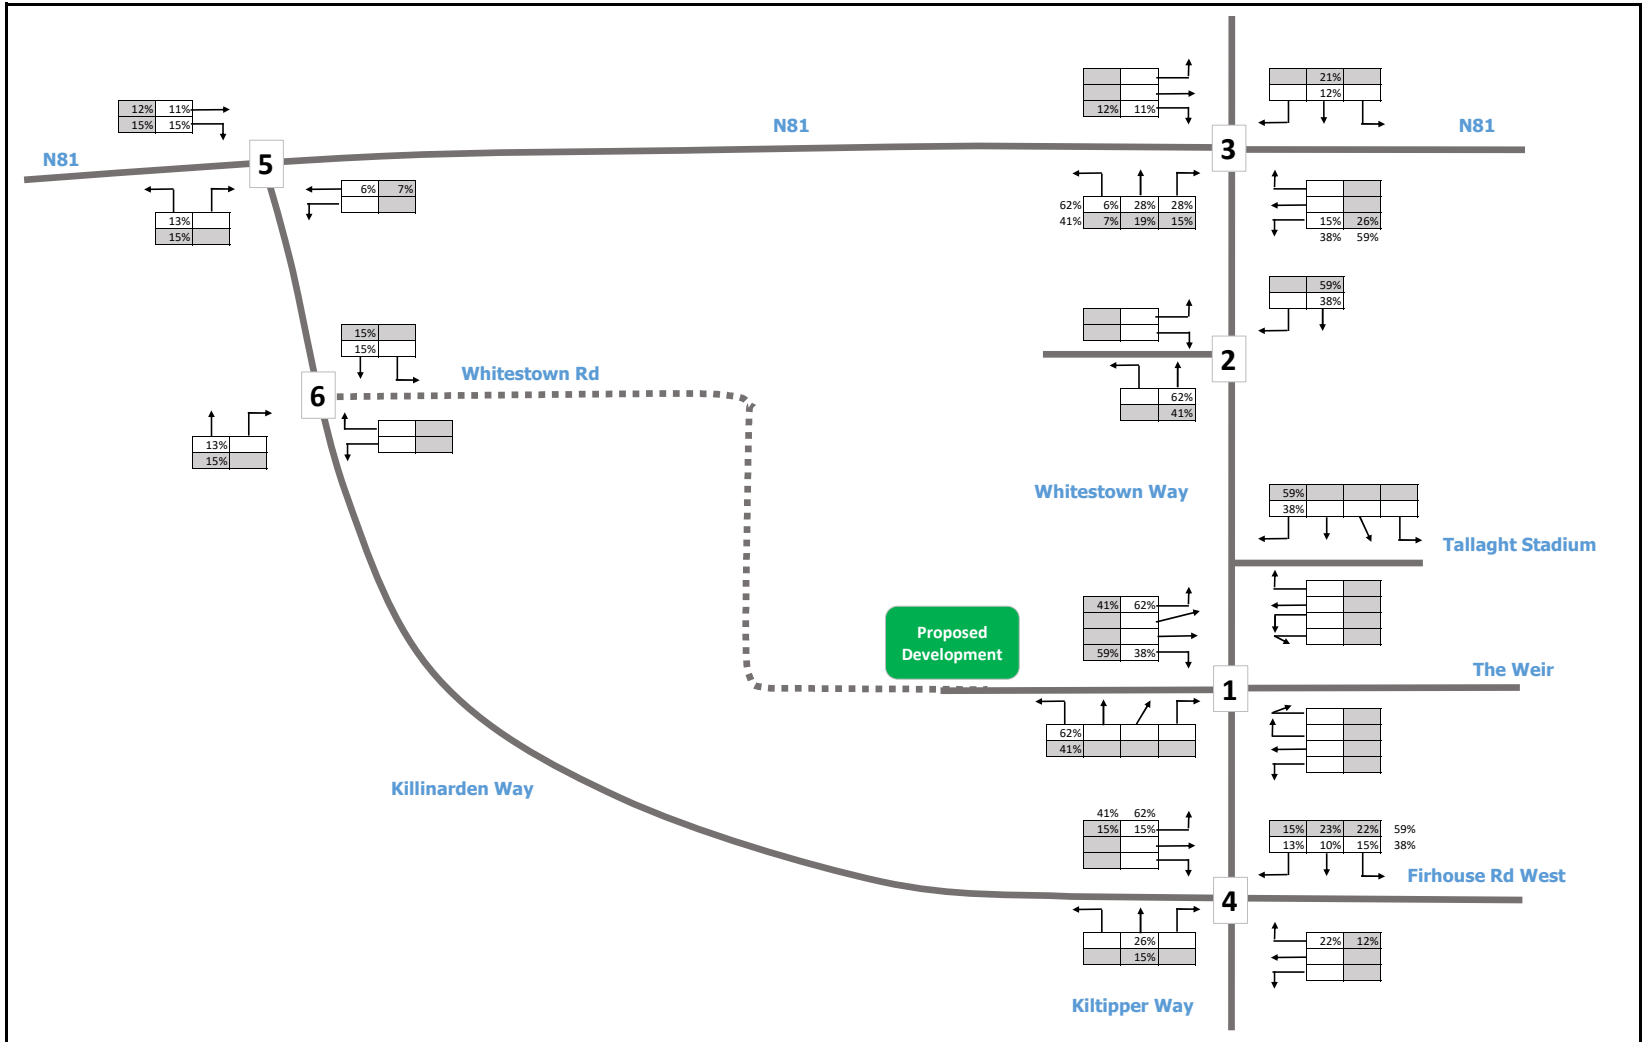 21%
12%
12% 11%
12% 11%
15% 15%
N81
N81
3
N81
5
6% 7%
13%
15%
62% 6% 28% 28%
41% 7% 19% 15%
15% 26%
38% 59%
59%
38%
15%
15%
Whitestown Rd
2
6
62%
41%
13%
15%
Whitestown Way
59%
38%
Tallaght Stadium
41% 62%
59% 38%
Proposed
Development
The Weir
1
62%
41%
Killinarden Way
41% 62%
15% 15%
15% 23% 22% 59%
13% 10% 15% 38%
Firhouse Rd West
4
26%
15%
22% 12%
Kiltipper Way